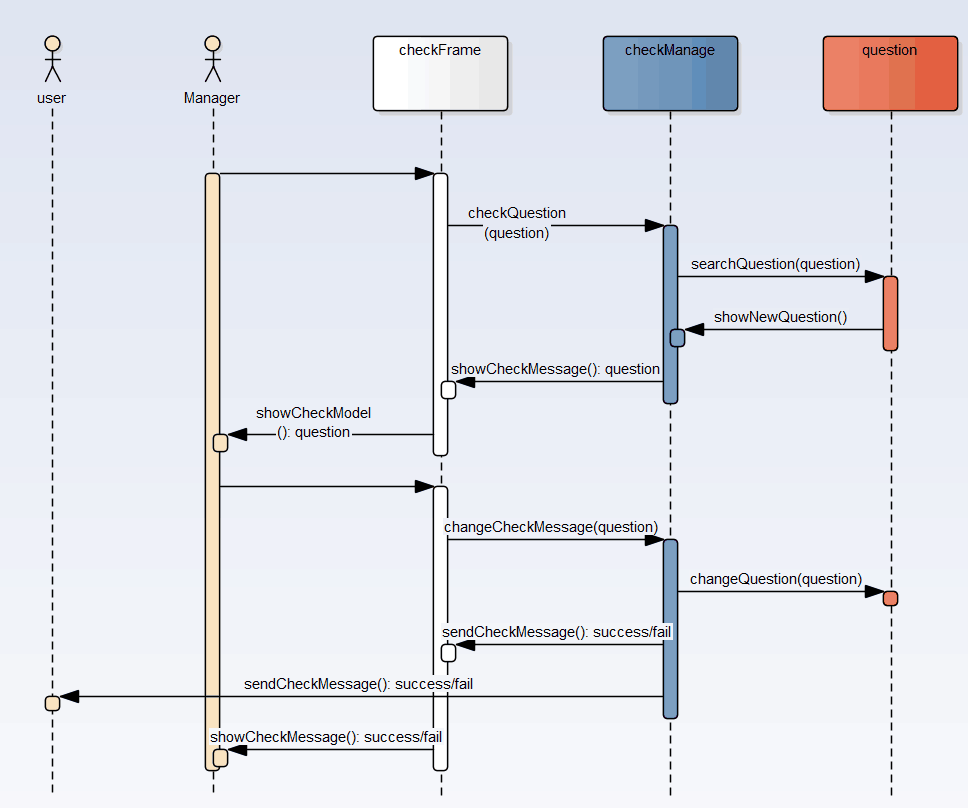 checkFrame
checkManage
question
user
Manager
checkQuestion
(question)
searchQuestion(question)
showNewQuestion()
showCheckMessage(): question
showCheckModel
(): question
changeCheckMessage(question)
changeQuestion(question)
sendCheckMessage(): success/fail
sendCheckMessage(): success/fail
showCheckMessage(): success/fail